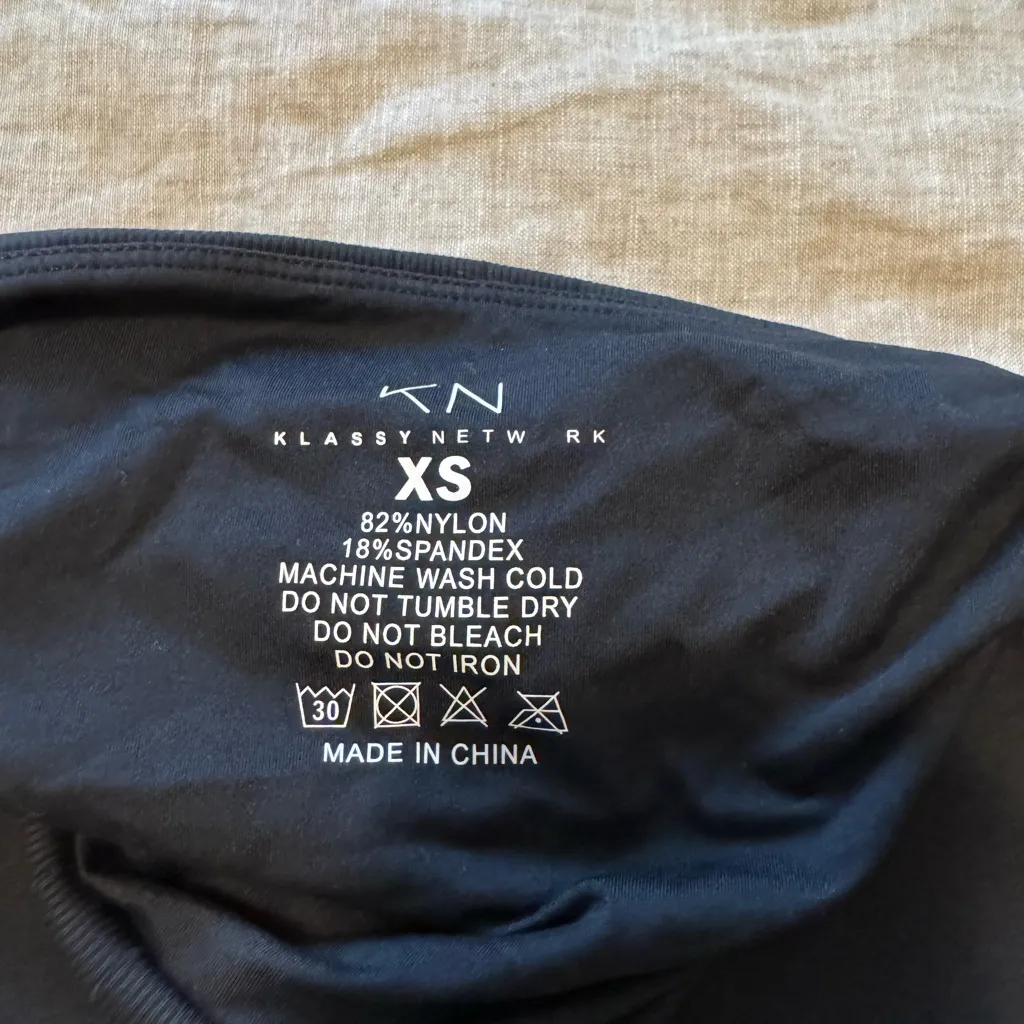 KN
KLASSY NETW RK
XS
82%NYLON
18%SPANDEX
MACHINE WASH COLD
DO NOT TUMBLE DRY
DO NOT BLEACH
DO NOT IRON
30
MADE IN CHINA